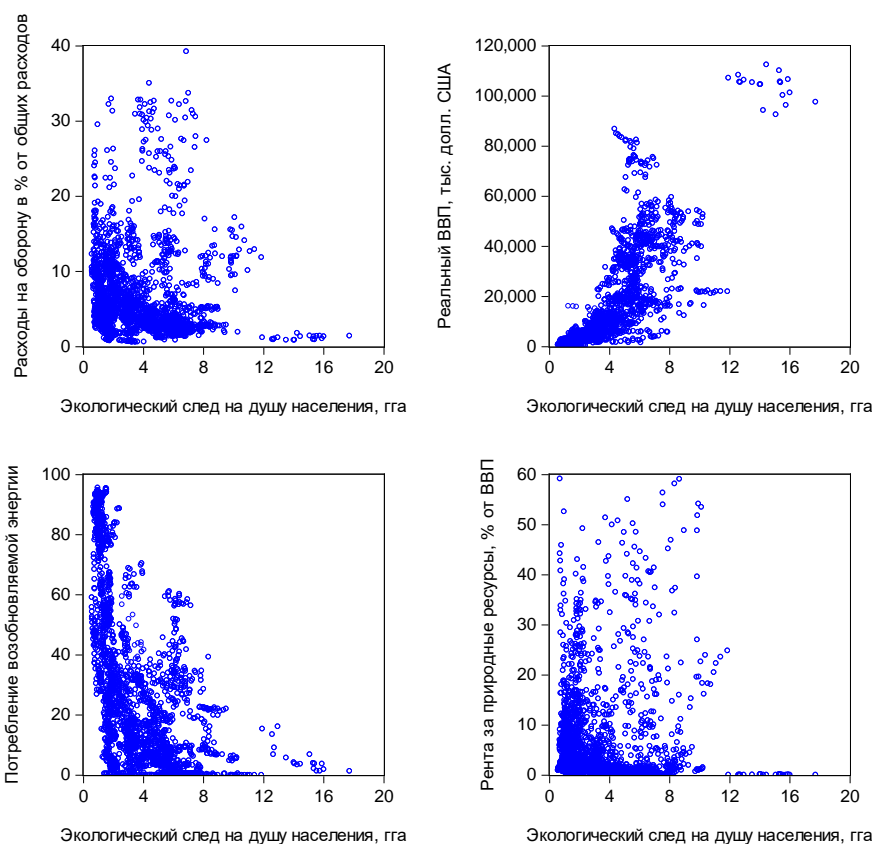 Расходы на оборону в % от общих расходов
40
30
20
10
0
0 4 8 12 16 20
Экологический след на душу населения, гга
Реальный ВВП, тыс. допл. США
120,000
100,000
80,000
60,000
40,000
20,000
0
0 4 8 12 16 20
Экологический след на душу населения, гга
Потребление возобновляемой энергии
100
80
60
40
20
0
0 4 8 12 16 20
Экологический след на душу населения, гга
Рента за природные ресурсы, % от ВВП
60
50
40
30
20
10
0
0 4 8 12 16 20
Экологический след на душу населения, гга